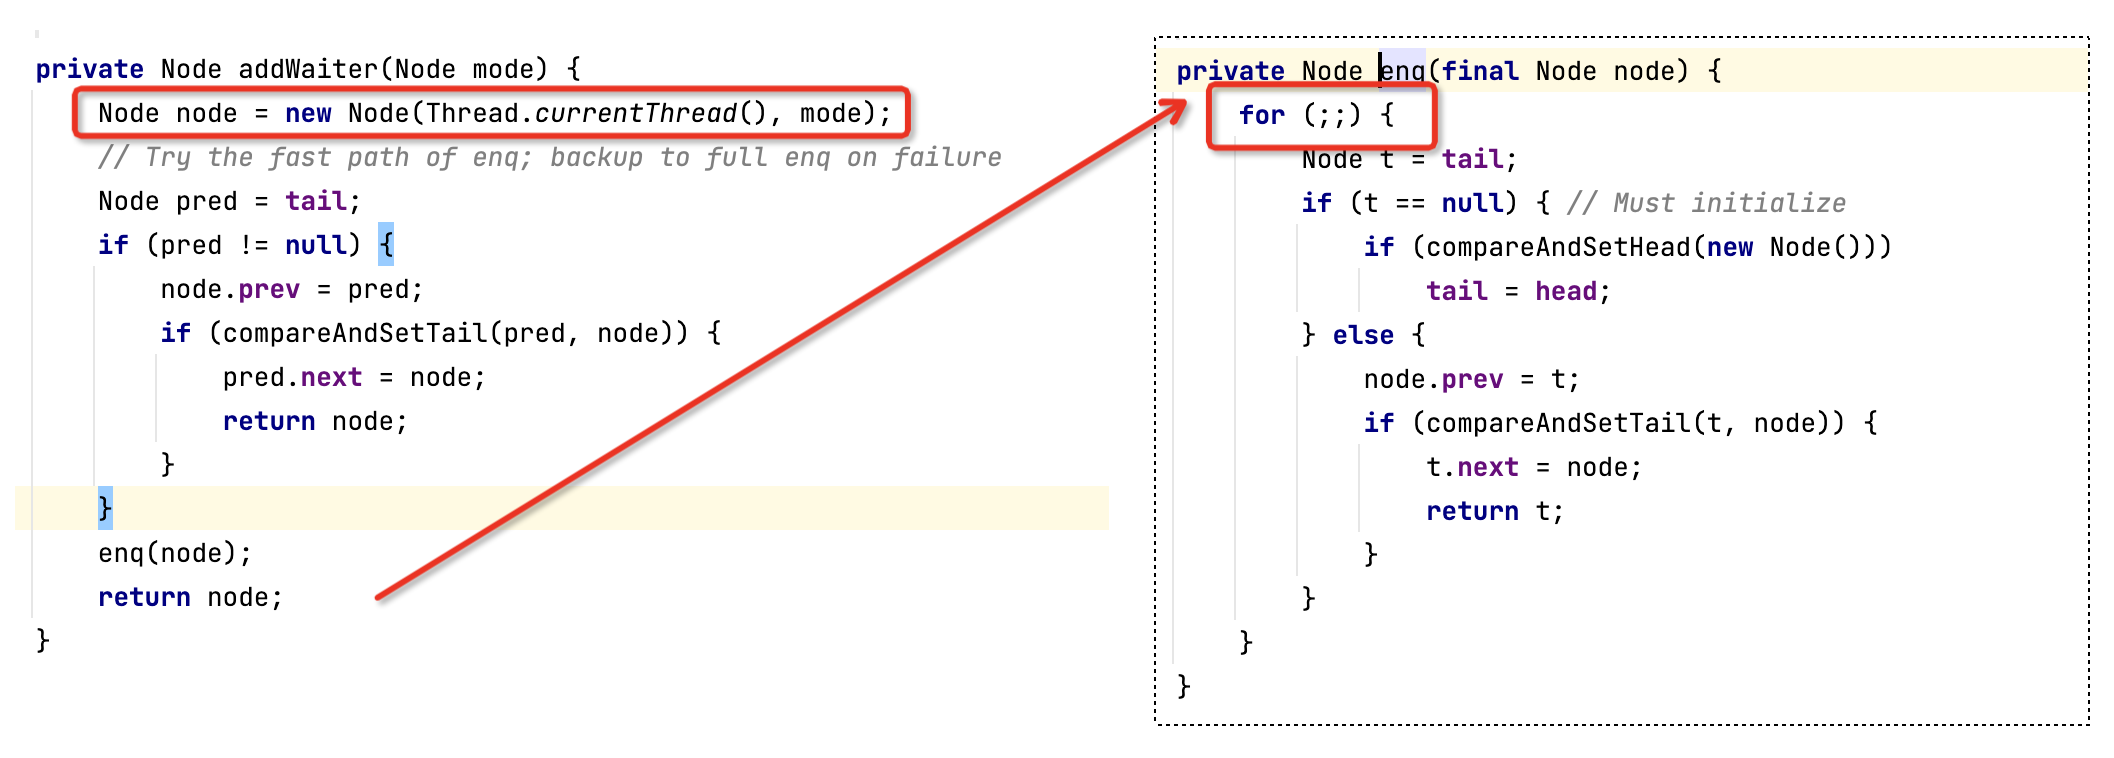 private Node addWaiter(Node mode) {
    Node node = new Node(Thread.currentThread(), mode);
    // Try the fast path of enq; backup to full enq on failure
    Node pred = tail;
    if (pred != null) {
        node.prev = pred;
        if (compareAndSetTail(pred, node)) {
            pred.next = node;
            return node;
        }
    }
    enq(node);
    return node;
}
private Node enq(final Node node) {
    for (;;) {
        Node t = tail;
        if (t == null) { // Must initialize
            if (compareAndSetHead(new Node()))
                tail = head;
        } else {
            node.prev = t;
            if (compareAndSetTail(t, node)) {
                t.next = node;
                return t;
            }
        }
    }
}